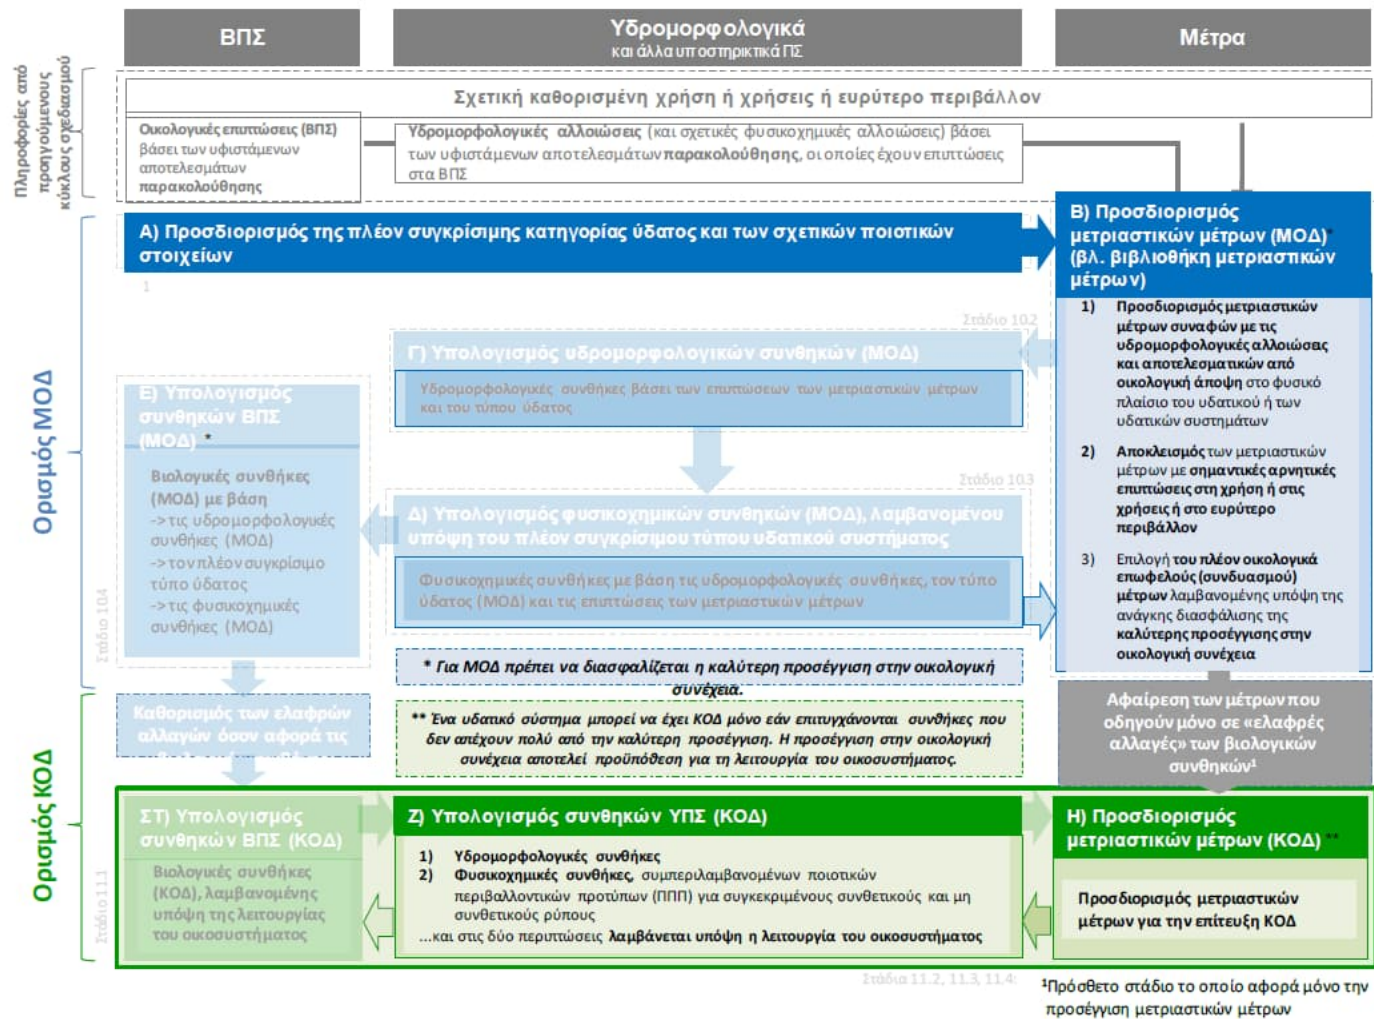 ΒΠΣ
Υδρομορφολογικά
και άλλα υποστηρικτικά ΠΣ
Μέτρα
Πληροφορίες από
προηγούμενους
κύκλους σχεδιασμού
Σχετική καθορισμένη χρήση ή χρήσεις ή ευρύτερο περιβάλλον
Οικολογικές επιπτώσεις (ΒΠΣ)
βάσει των υφιστάμενων
αποτελεσμάτων
παρακολούθησης
Υδρομορφολογικές αλλοιώσεις (και σχετικές φυσικοχημικές αλλοιώσεις) βάσει
των υφιστάμενων αποτελεσμάτων παρακολούθησης, οι οποίες έχουν επιπτώσεις
στα ΒΠΣ
Ορισμός ΜΟΔ
Α) Προσδιορισμός της πλέον συγκρίσιμης κατηγορίας ύδατος και των σχετικών ποιοτικών
στοιχείων
1
Β) Προσδιορισμός
μετριαστικών μέτρων (ΜΟΔ)*
(βλ. βιβλιοθήκη μετριαστικών
μέτρων)
1) Προσδιορισμός μετριαστικών
μέτρων συναφών με τις
υδρομορφολογικές αλλοιώσεις
και αποτελεσματικών από
οικολογική άποψη στο φυσικό
πλαίσιο του υδατικού ή των
υδατικών συστημάτων
2) Αποκλεισμός των μετριαστικών
μέτρων με σημαντικές αρνητικές
επιπτώσεις στη χρήση ή στις
χρήσεις ή στο ευρύτερο
περιβάλλον
3) Επιλογή του πλέον οικολογικά
επωφελούς (συνδυασμού)
μέτρων λαμβανομένης υπόψη της
ανάγκης διασφάλισης της
καλύτερης προσέγγισης στην
οικολογική συνέχεια
Στάδιο 10.2
Γ) Υπολογισμός υδρομορφολογικών συνθηκών (ΜΟΔ)
Υδρομορφολογικές συνθήκες βάσει των επιπτώσεων των μετριαστικών μέτρων
και του τύπου ύδατος
Στάδιο 10.3
Δ) Υπολογισμός φυσικοχημικών συνθηκών (ΜΟΔ), λαμβανομένου
υπόψη του πλέον συγκρίσιμου τύπου υδατικού συστήματος
Φυσικοχημικές συνθήκες με βάση τις υδρομορφολογικές συνθήκες, τον τύπο
ύδατος (ΜΟΔ) και τις επιπτώσεις των μετριαστικών μέτρων
Στάδιο 10.4
Ε) Υπολογισμός
συνθηκών ΒΠΣ
(ΜΟΔ) *
Βιολογικές συνθήκες
(ΜΟΔ) με βάση
-> τις υδρομορφολογικές
συνθήκες (ΜΟΔ)
-> τον πλέον συγκρίσιμο
τύπο ύδατος
-> τις φυσικοχημικές
συνθήκες (ΜΟΔ)
* Για ΜΟΔ πρέπει να διασφαλίζεται η καλύτερη προσέγγιση στην οικολογική
συνέχεια.
Ορισμός ΚΟΔ
Καθορισμός των ελαφρών
αλλαγών όσον αφορά τις
** Ένα υδατικό σύστημα μπορεί να έχει ΚΟΔ μόνο εάν επιτυγχάνονται συνθήκες που
δεν απέχουν πολύ από την καλύτερη προσέγγιση. Η προσέγγιση στην οικολογική
συνέχεια αποτελεί προϋπόθεση για τη λειτουργία του οικοσυστήματος.
Αφαίρεση των μέτρων που
οδηγούν μόνο σε «ελαφρές
αλλαγές» των βιολογικών
συνθηκών¹
Στάδιο 11.1
ΣΤ) Υπολογισμός
συνθηκών ΒΠΣ (ΚΟΔ)
Βιολογικές συνθήκες
(ΚΟΔ), λαμβανομένης
υπόψη της λειτουργίας
του οικοσυστήματος
Ζ) Υπολογισμός συνθηκών ΥΠΣ (ΚΟΔ)
1) Υδρομορφολογικές συνθήκες
2) Φυσικοχημικές συνθήκες, συμπεριλαμβανομένων ποιοτικών
περιβαλλοντικών προτύπων (ΠΠΠ) για συγκεκριμένους συνθετικούς και μη
συνθετικούς ρύπους
...και στις δύο περιπτώσεις λαμβάνεται υπόψη η λειτουργία του οικοσυστήματος
Η) Προσδιορισμός
μετριαστικών μέτρων (ΚΟΔ) **
Προσδιορισμός μετριαστικών
μέτρων για την επίτευξη ΚΟΔ
Στάδια 11.2, 11.3, 11.4:
¹Πρόσθετο στάδιο το οποίο αφορά μόνο την
προσέγγιση μετριαστικών μέτρων